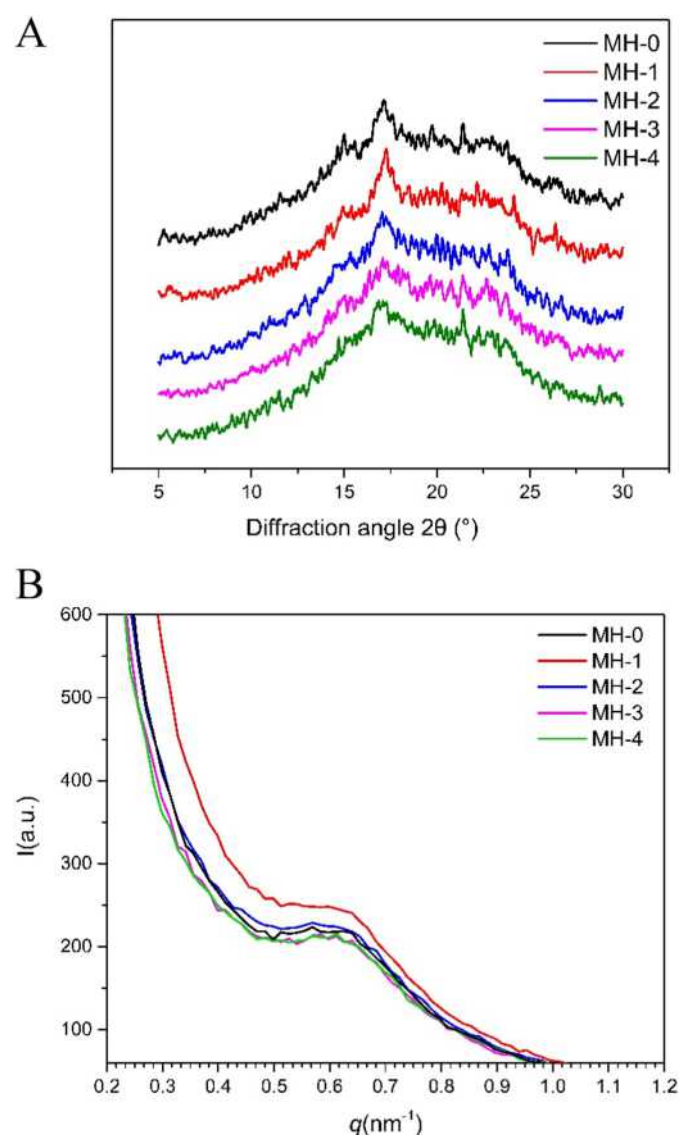 A
MH-0
MH-1
MH-2
MH-3
MH-4
5 10 15 20 25 30
Diffraction angle 2θ (°)
B
600
500
400
300
200
100
I(a.u.)
MH-0
MH-1
MH-2
MH-3
MH-4
0.2 0.3 0.4 0.5 0.6 0.7 0.8 0.9 1.0 1.1 1.2
q(nm⁻¹)